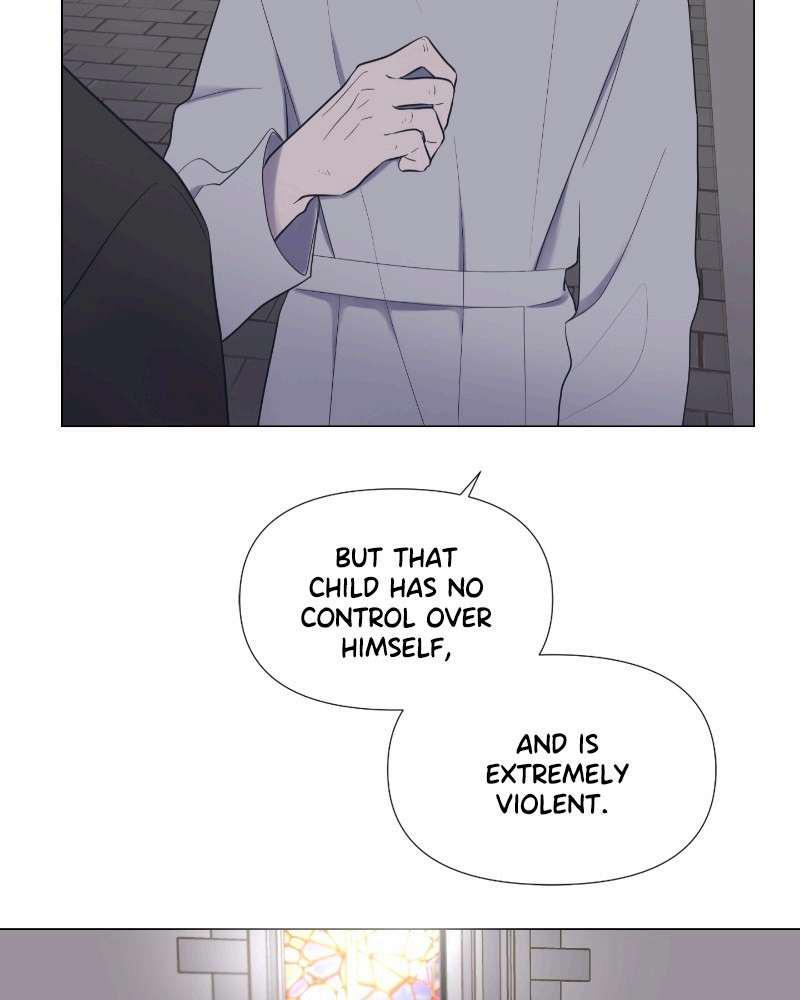 BUT THAT
CHILD HAS NO
CONTROL OVER
HIMSELF,
AND IS
EXTREMELY
VIOLENT.